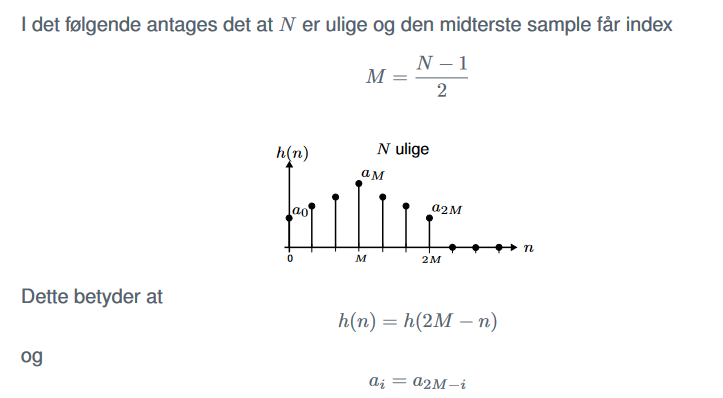 I det følgende antages det at N er ulige og den midterste sample får index
M = \frac{N − 1}{2}
h(n)
N ulige
a_M
a_0
a_{2M}
n
0
M
2M
Dette betyder at
h(n) = h(2M − n)
og
a_i = a_{2M−i}